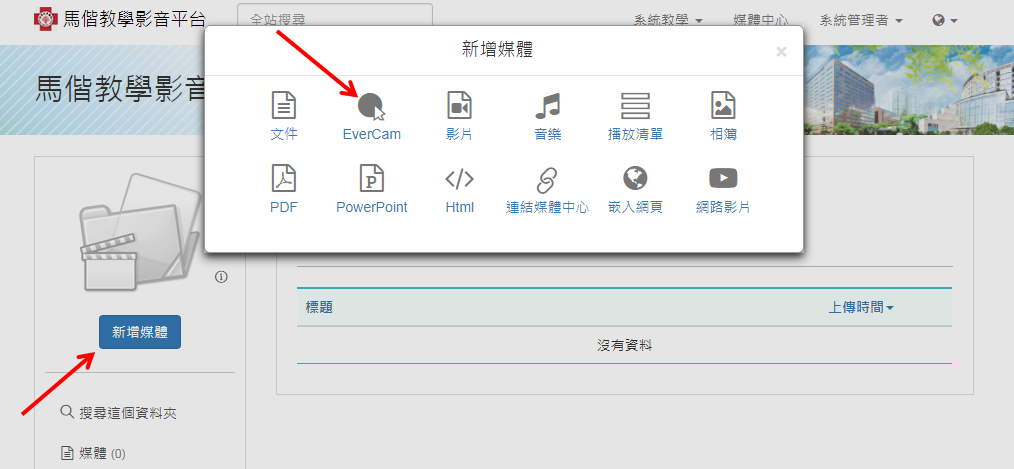 馬偕教學影音平台
全站搜尋
系統教學
媒體中心
系統管理者
馬偕教學影音
新增媒體
×
文件
EverCam
影片
音樂
播放清單
相簿
PDF
PowerPoint
Html
連結媒體中心
嵌入網頁
網路影片
新增媒體
搜尋這個資料夾
媒體 (0)
標題
上傳時間
沒有資料